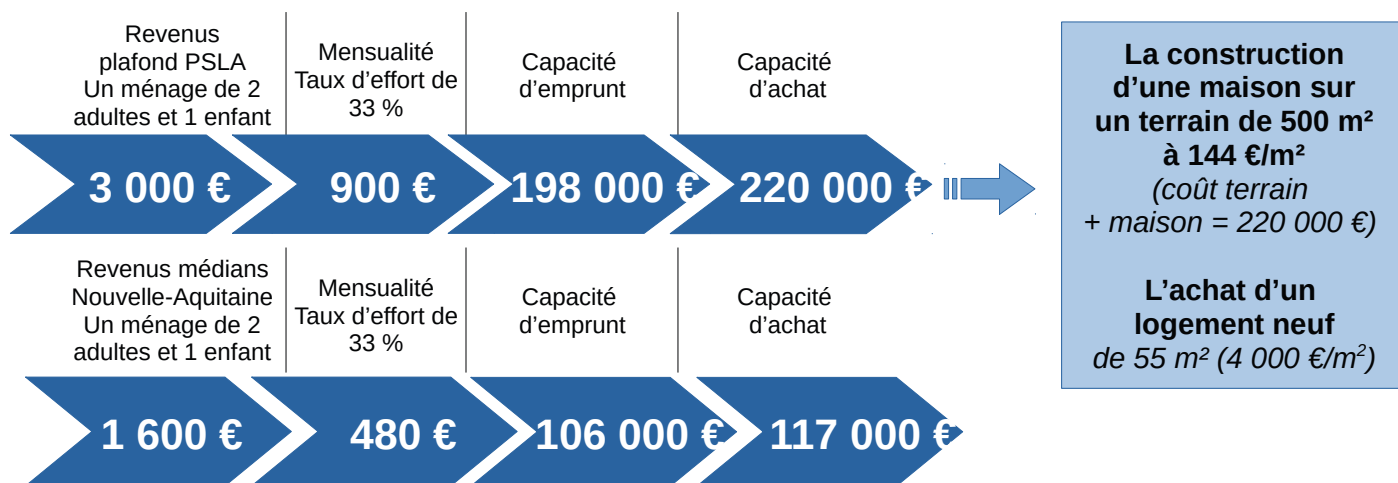 Revenus
plafond PSLA
Un ménage de 2
adultes et 1 enfant
Mensualité
Taux d'effort de
33 %
Capacité
d'emprunt
Capacité
d'achat
3 000 €
900 €
198 000 €
220 000 €
Revenus médians
Nouvelle-Aquitaine
Un ménage de 2
adultes et 1 enfant
Mensualité
Taux d'effort de
33 %
Capacité
d'emprunt
Capacité
d'achat
1 600 €
480 €
106 000 €
117 000 €
La construction
d'une maison sur
un terrain de 500 m²
à 144 €/m²
(coût terrain
+ maison = 220 000 €)
L'achat d'un
logement neuf
de 55 m² (4 000 €/m²)